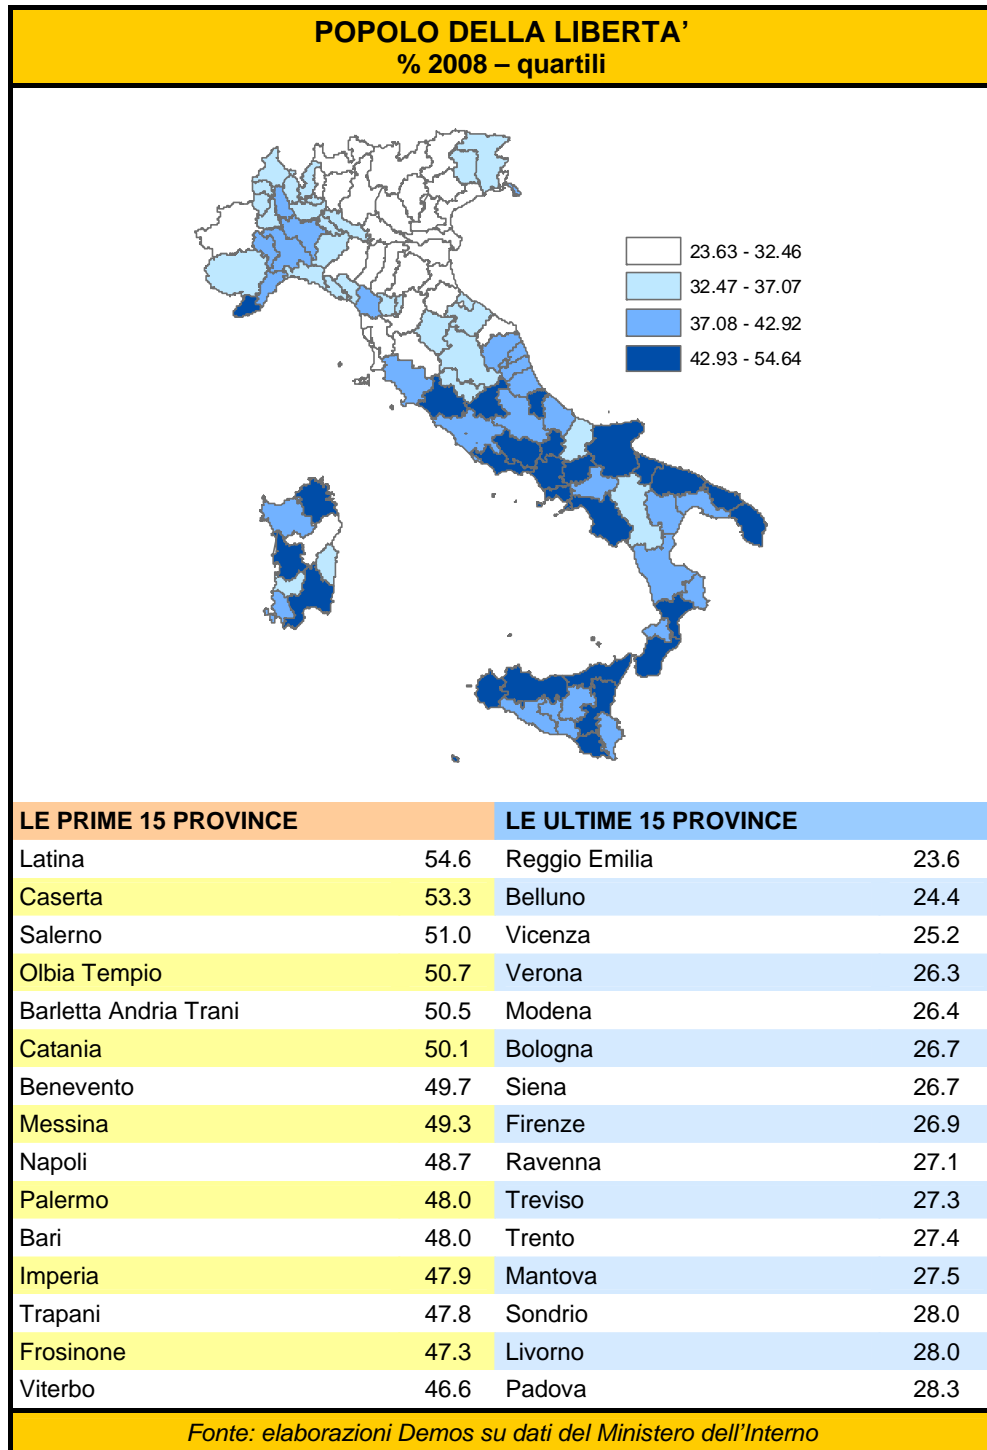 POPOLO DELLA LIBERTA’
% 2008 – quartili
23.63 - 32.46
32.47 - 37.07
37.08 - 42.92
42.93 - 54.64
LE PRIME 15 PROVINCE LE ULTIME 15 PROVINCE
Latina 54.6 Reggio Emilia 23.6
Caserta 53.3 Belluno 24.4
Salerno 51.0 Vicenza 25.2
Olbia Tempio 50.7 Verona 26.3
Barletta Andria Trani 50.5 Modena 26.4
Catania 50.1 Bologna 26.7
Benevento 49.7 Siena 26.7
Messina 49.3 Firenze 26.9
Napoli 48.7 Ravenna 27.1
Palermo 48.0 Treviso 27.3
Bari 48.0 Trento 27.4
Imperia 47.9 Mantova 27.5
Trapani 47.8 Sondrio 28.0
Frosinone 47.3 Livorno 28.0
Viterbo 46.6 Padova 28.3
Fonte: elaborazioni Demos su dati del Ministero dell’Interno